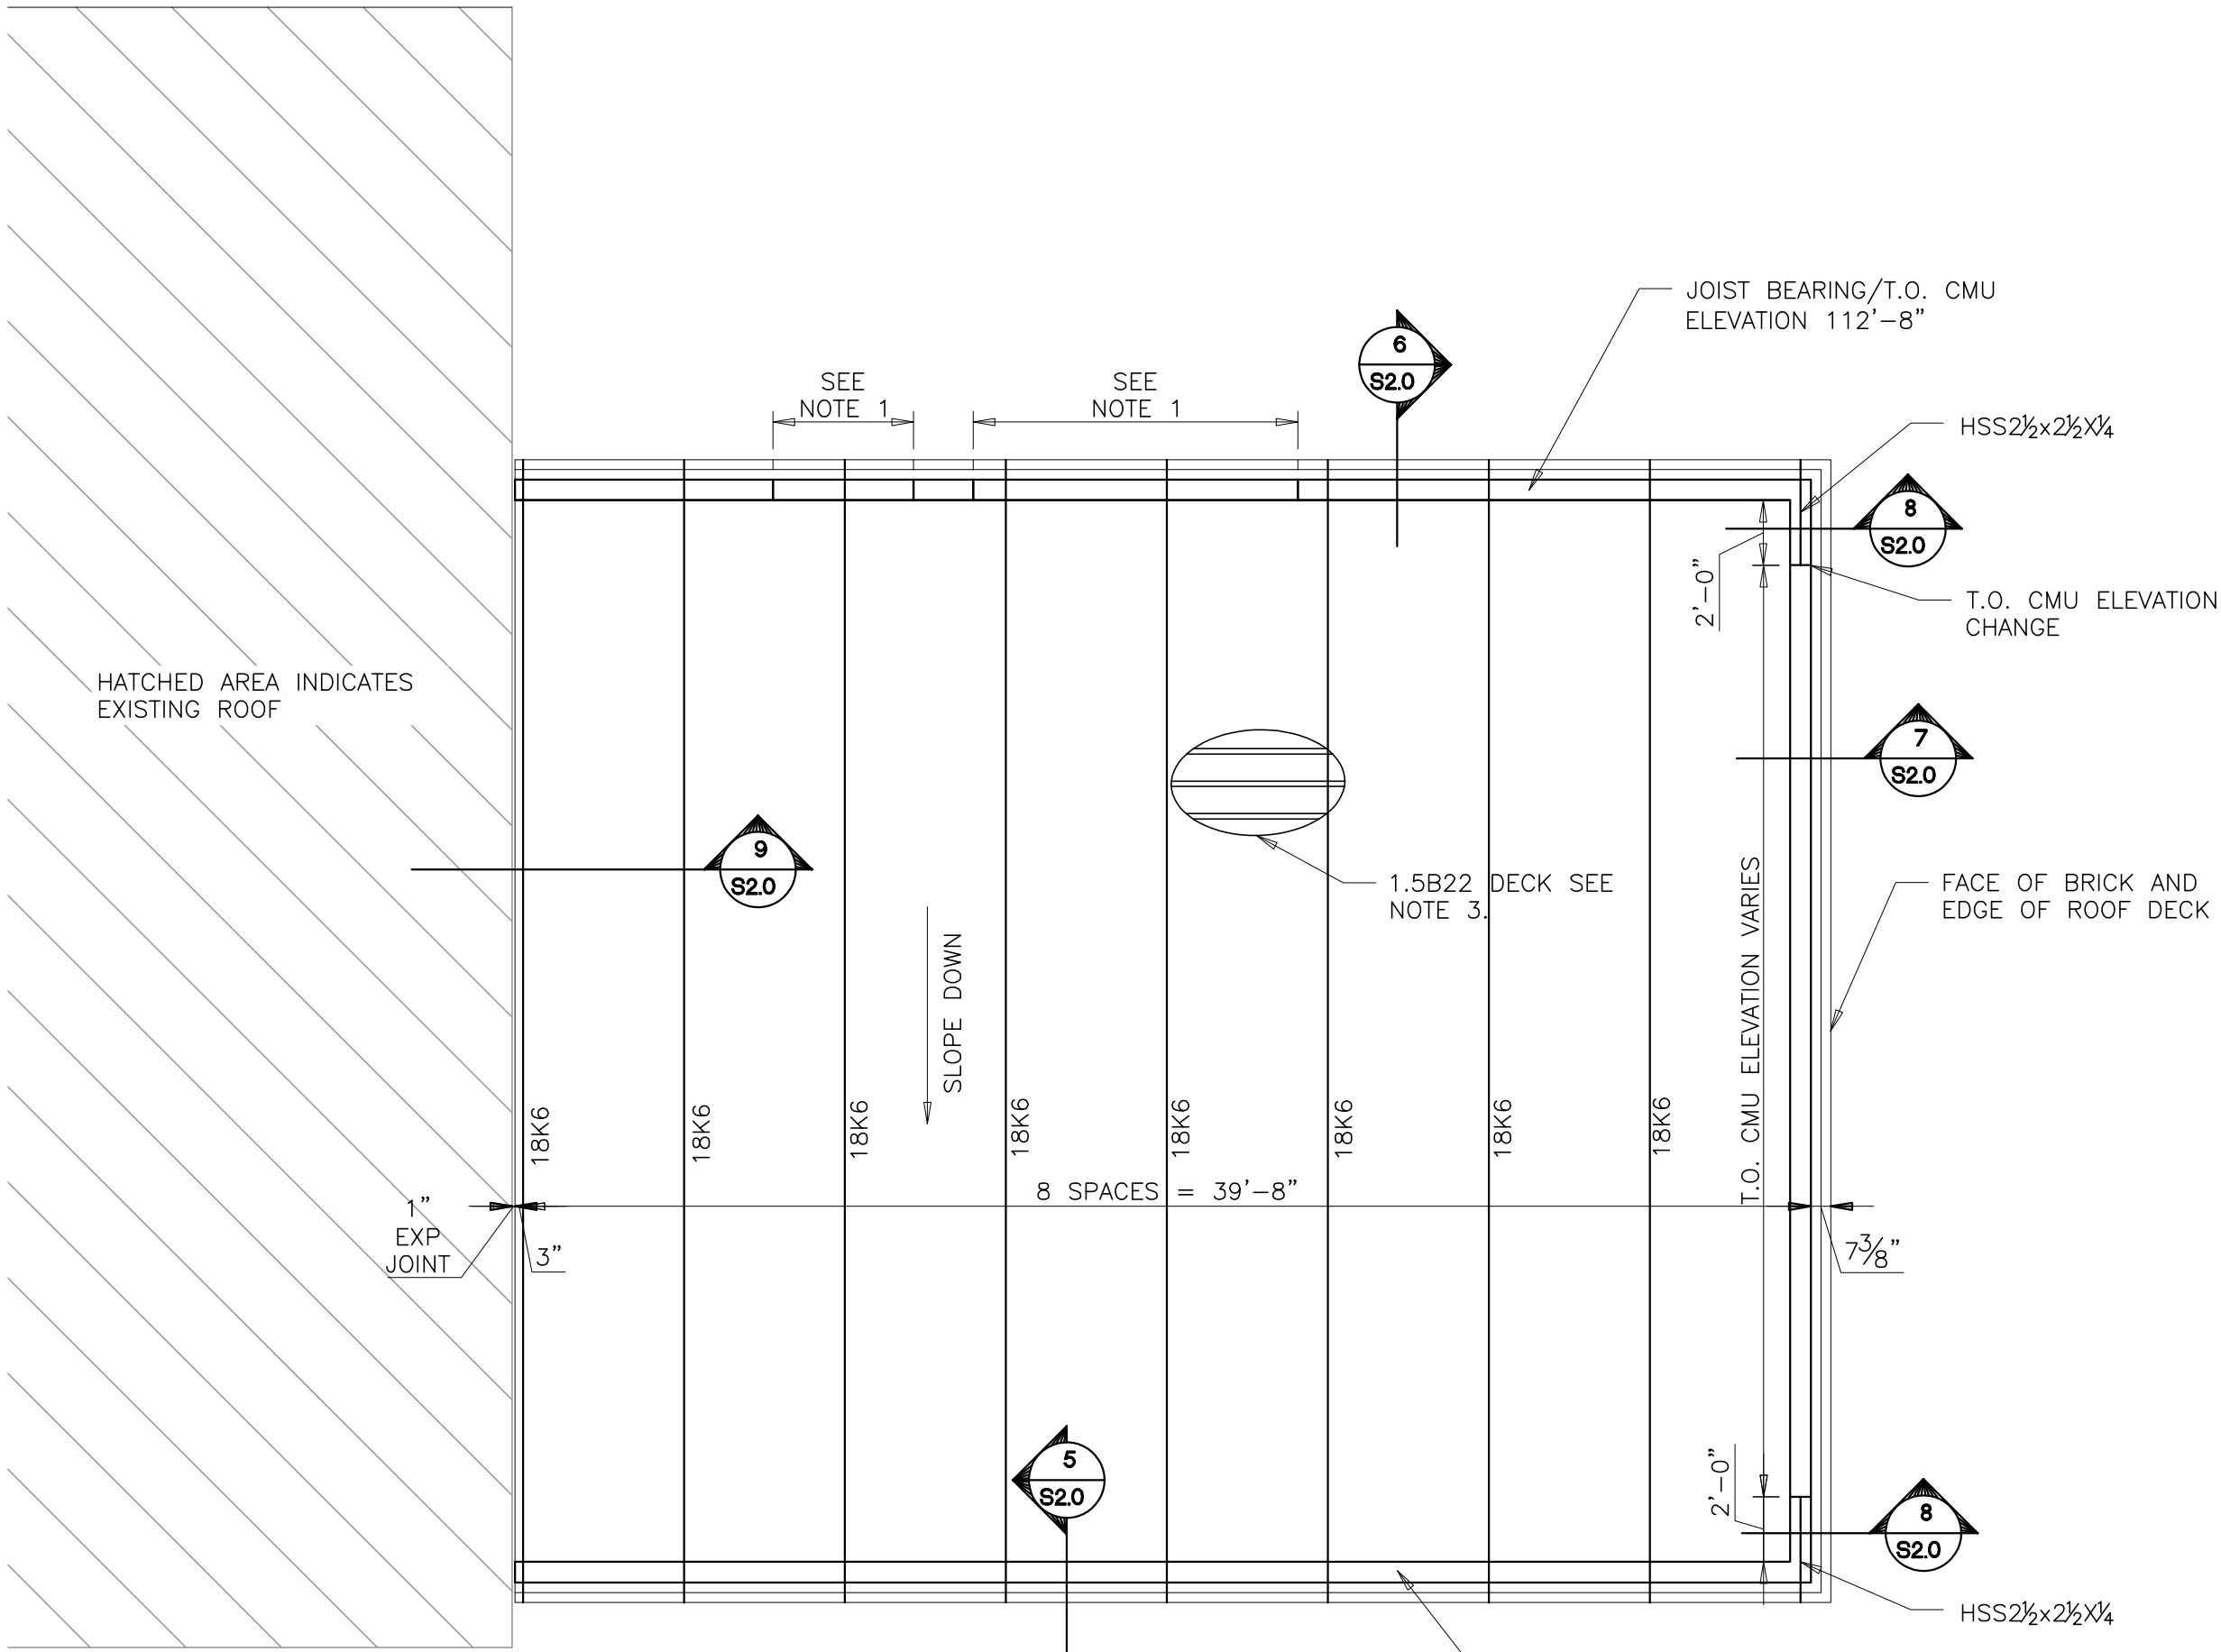 JOIST BEARING/T.O. CMU
ELEVATION 112'-8"
6
S2.0
SEE
NOTE 1
SEE
NOTE 1
HSS2½x2½X¼
8
S2.0
2'-0"
T.O. CMU ELEVATION
CHANGE
HATCHED AREA INDICATES
EXISTING ROOF
7
S2.0
9
S2.0
1.5B22 DECK SEE
NOTE 3.
FACE OF BRICK AND
EDGE OF ROOF DECK
T.O. CMU ELEVATION VARIES
SLOPE DOWN
18K6
18K6
18K6
18K6
18K6
18K6
18K6
18K6
8 SPACES = 39'-8"
1"
EXP
JOINT
3"
7⅜"
5
S2.0
2'-0"
8
S2.0
HSS2½x2½X¼